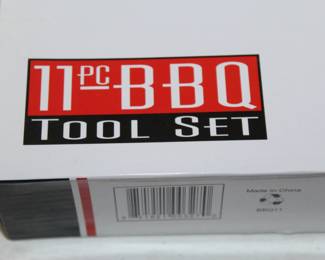 11PC BBQ
TOOL SET
Made in China